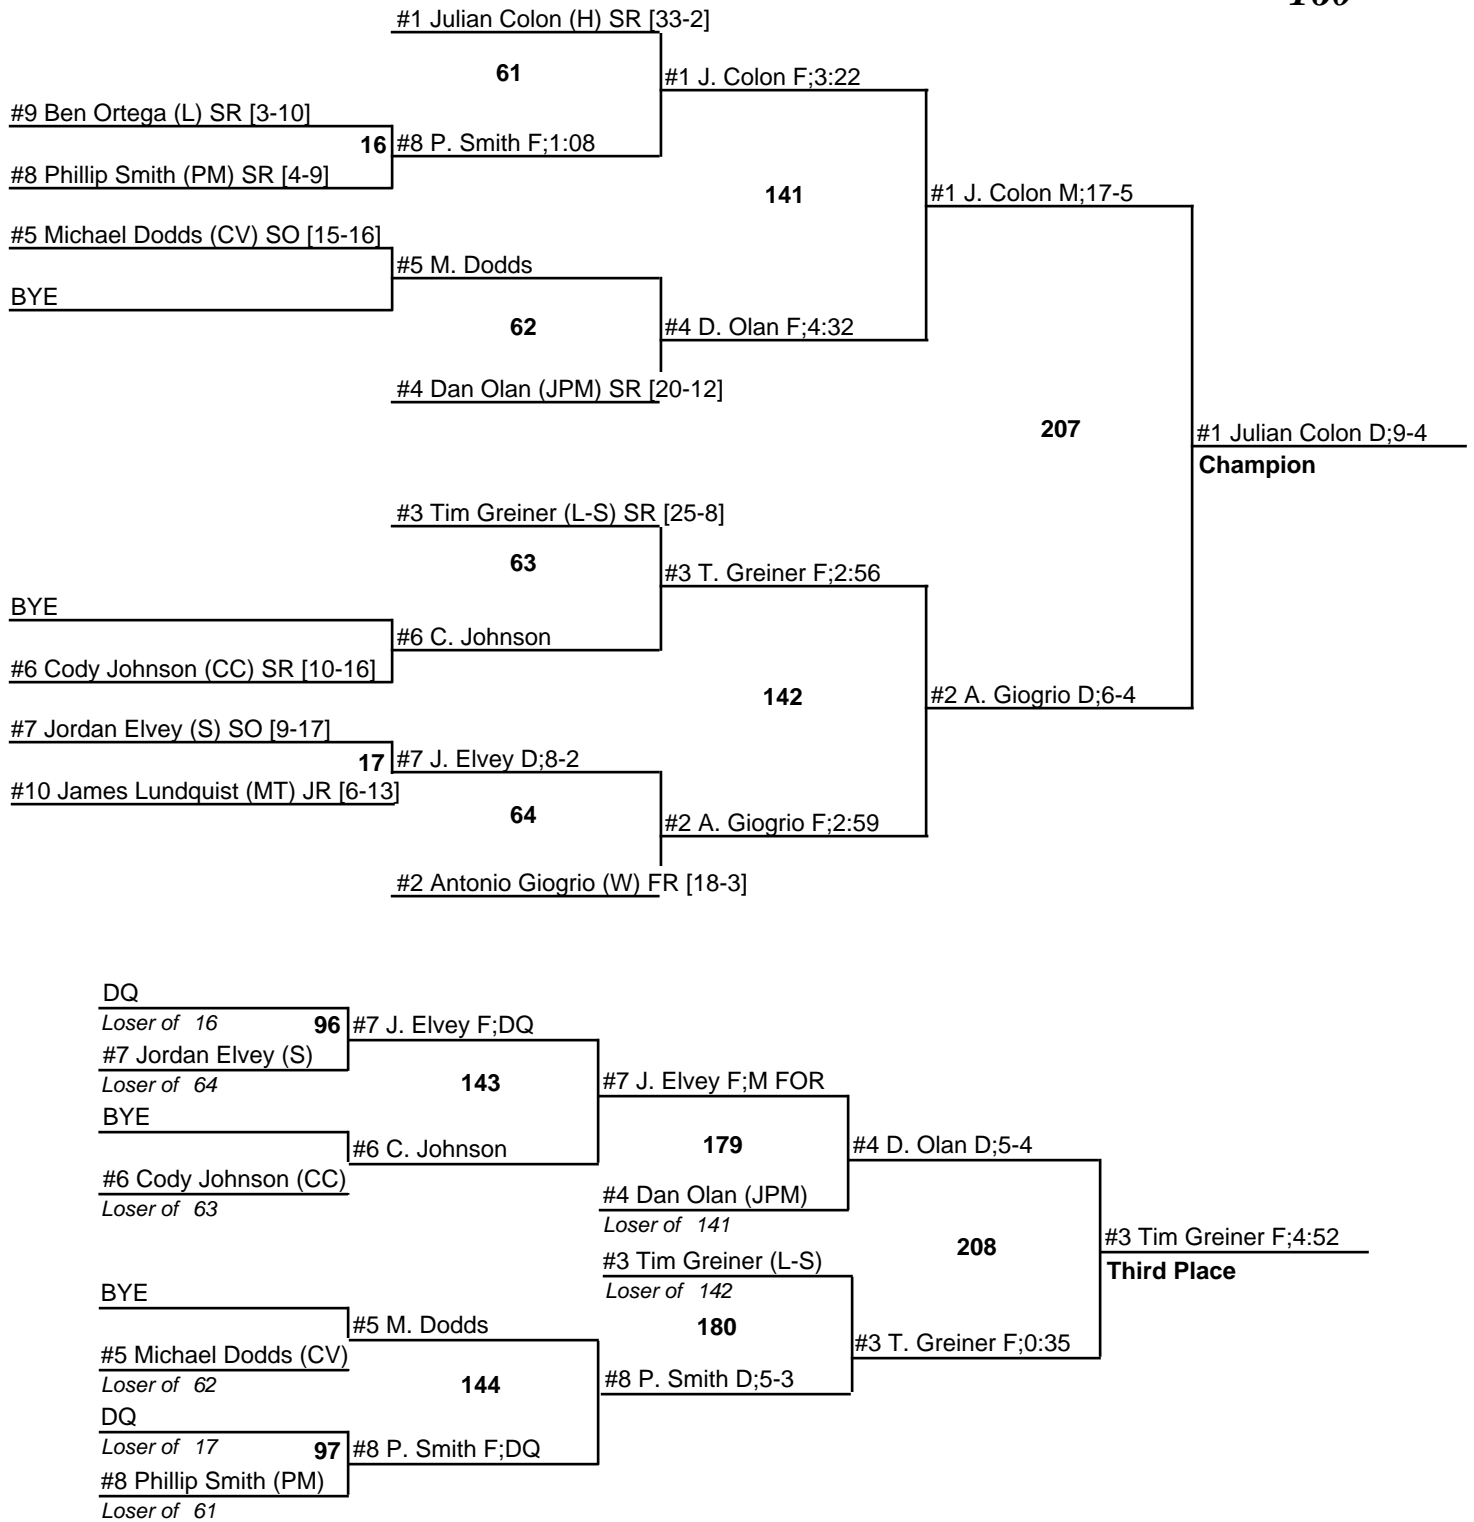 #1 Julian Colon (H) SR [33-2]
61
#1 J. Colon F;3:22
#9 Ben Ortega (L) SR [3-10]
16 #8 P. Smith F;1:08
#8 Phillip Smith (PM) SR [4-9]
141
#1 J. Colon M;17-5
#5 Michael Dodds (CV) SO [15-16]
#5 M. Dodds
BYE
62
#4 D. Olan F;4:32
#4 Dan Olan (JPM) SR [20-12]
207
#1 Julian Colon D;9-4
Champion
#3 Tim Greiner (L-S) SR [25-8]
63
#3 T. Greiner F;2:56
BYE
#6 C. Johnson
#6 Cody Johnson (CC) SR [10-16]
142
#2 A. Giogrio D;6-4
#7 Jordan Elvey (S) SO [9-17]
17 #7 J. Elvey D;8-2
#10 James Lundquist (MT) JR [6-13]
64
#2 A. Giogrio F;2:59
#2 Antonio Giogrio (W) FR [18-3]
DQ
Loser of 16
96 #7 J. Elvey F;DQ
#7 Jordan Elvey (S)
Loser of 64
143
#7 J. Elvey F;M FOR
BYE
#6 C. Johnson
179
#4 D. Olan D;5-4
#6 Cody Johnson (CC)
Loser of 63
#4 Dan Olan (JPM)
Loser of 141
208
#3 Tim Greiner F;4:52
Third Place
#3 Tim Greiner (L-S)
Loser of 142
BYE
#5 M. Dodds
180
#3 T. Greiner F;0:35
#5 Michael Dodds (CV)
Loser of 62
144
#8 P. Smith D;5-3
DQ
Loser of 17
97 #8 P. Smith F;DQ
#8 Phillip Smith (PM)
Loser of 61